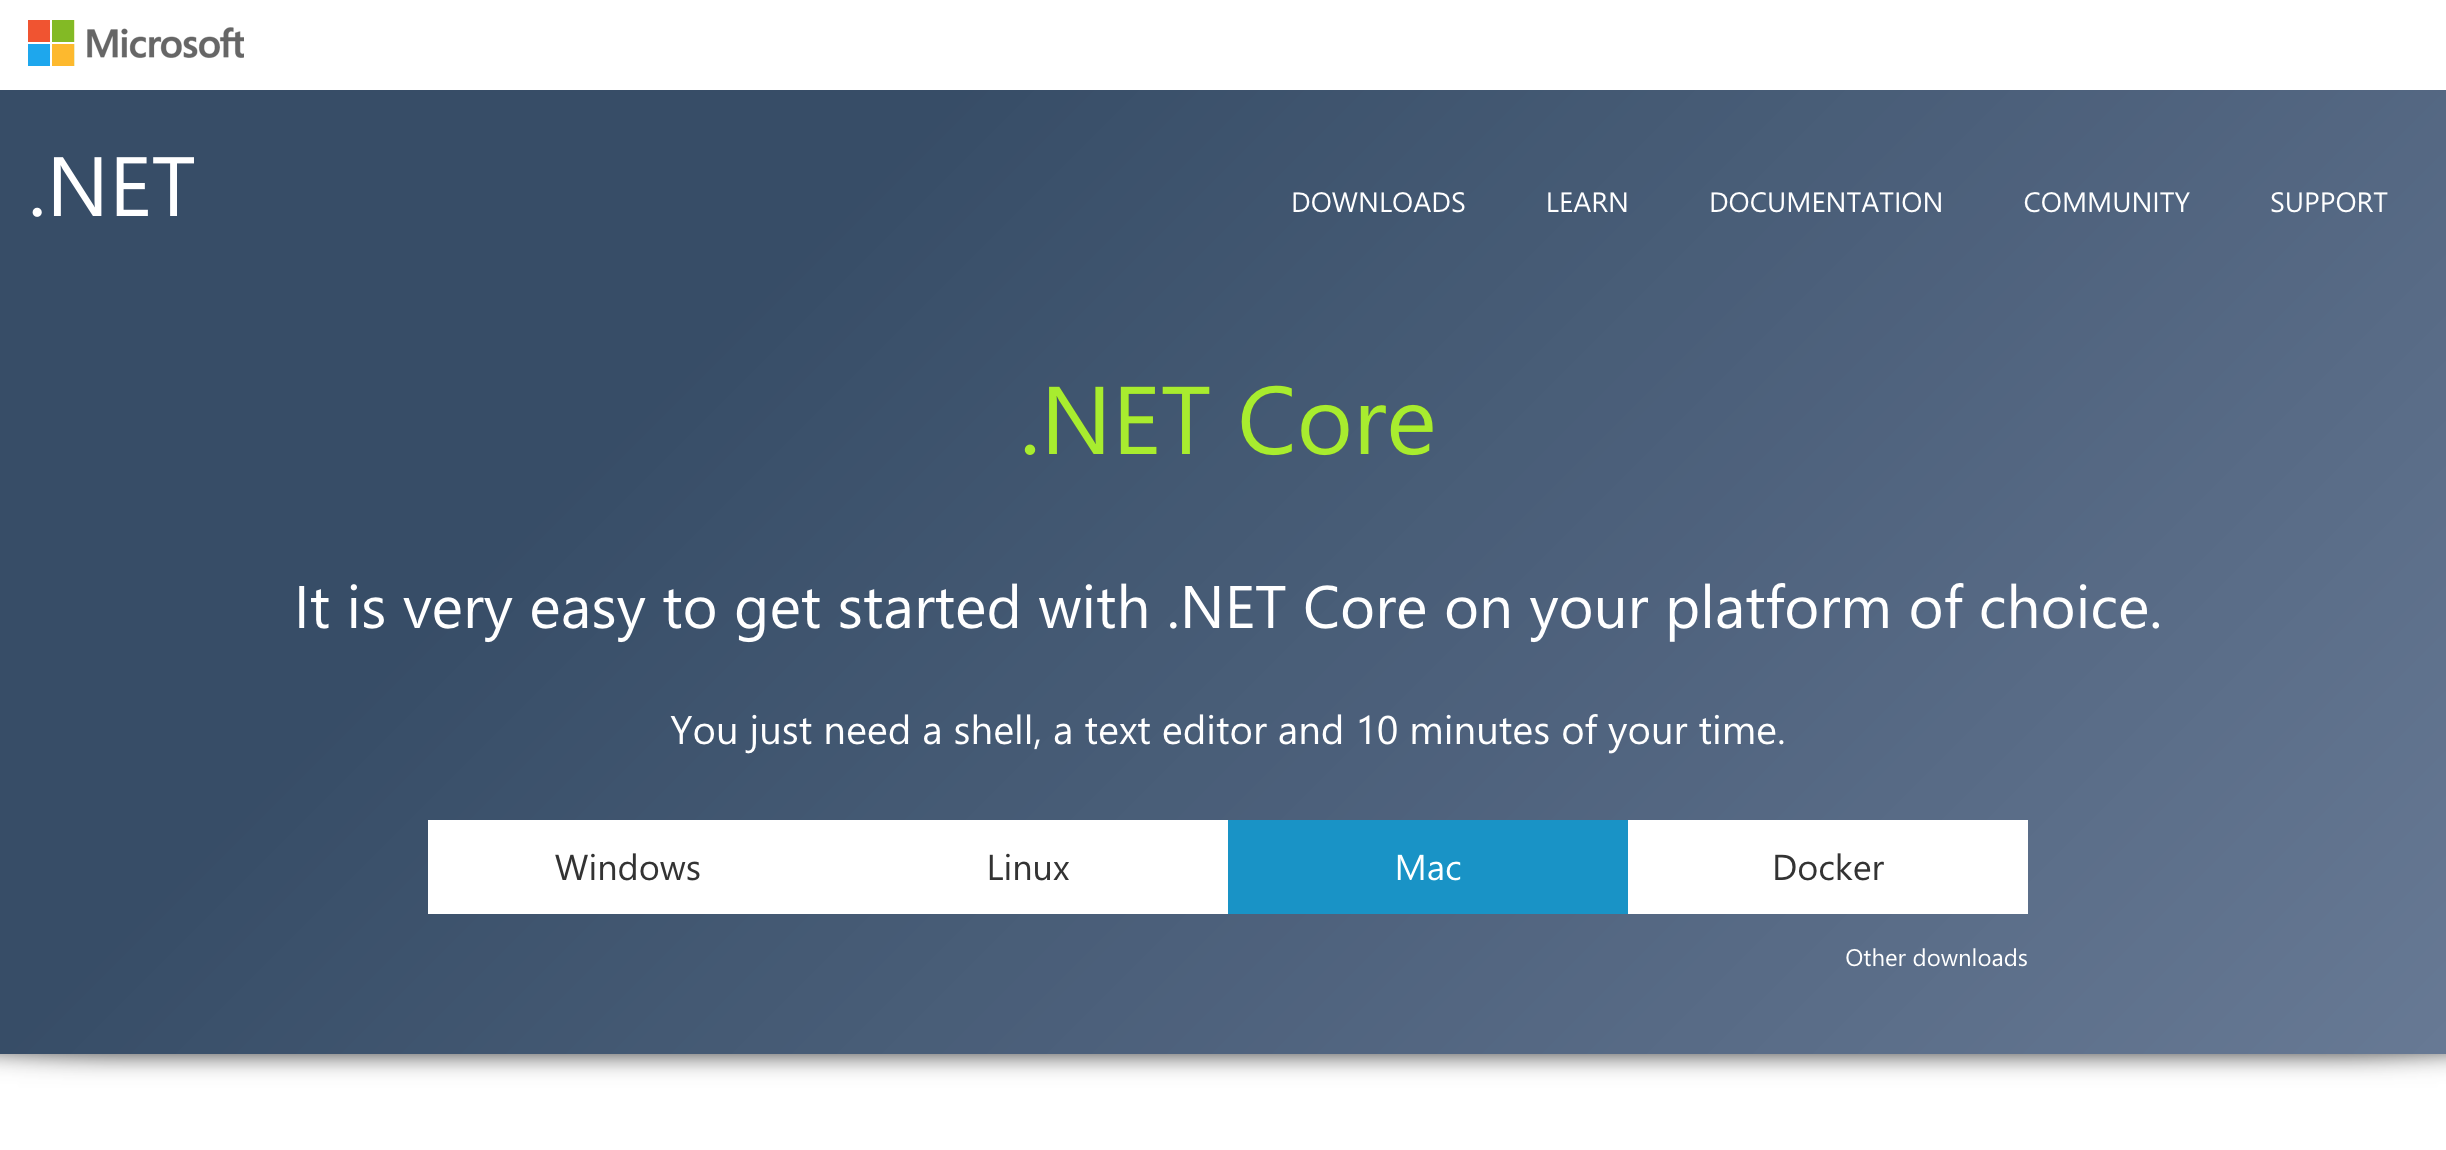 Microsoft
.NET
DOWNLOADS LEARN DOCUMENTATION COMMUNITY SUPPORT
.NET Core
It is very easy to get started with .NET Core on your platform of choice.
You just need a shell, a text editor and 10 minutes of your time.
Windows Linux Mac Docker
Other downloads